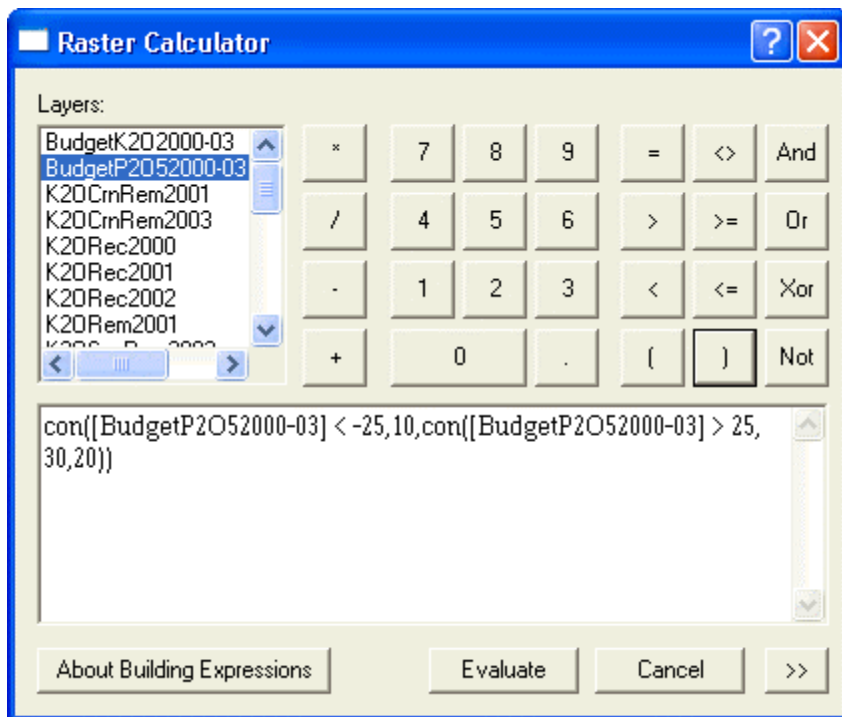 Raster Calculator
Layers:
BudgetK2O2000-03
BudgetP2O52000-03
K2OCrnRem2001
K2OCrnRem2003
K2ORec2000
K2ORec2001
K2ORec2002
K2ORem2001
* 7 8 9 = <> And
/ 4 5 6 > >= Or
- 1 2 3 < <= Xor
+ 0 . ( ) Not
con([BudgetP2O52000-03] < -25,10,con([BudgetP2O52000-03] > 25,
30,20))
About Building Expressions Evaluate Cancel >>